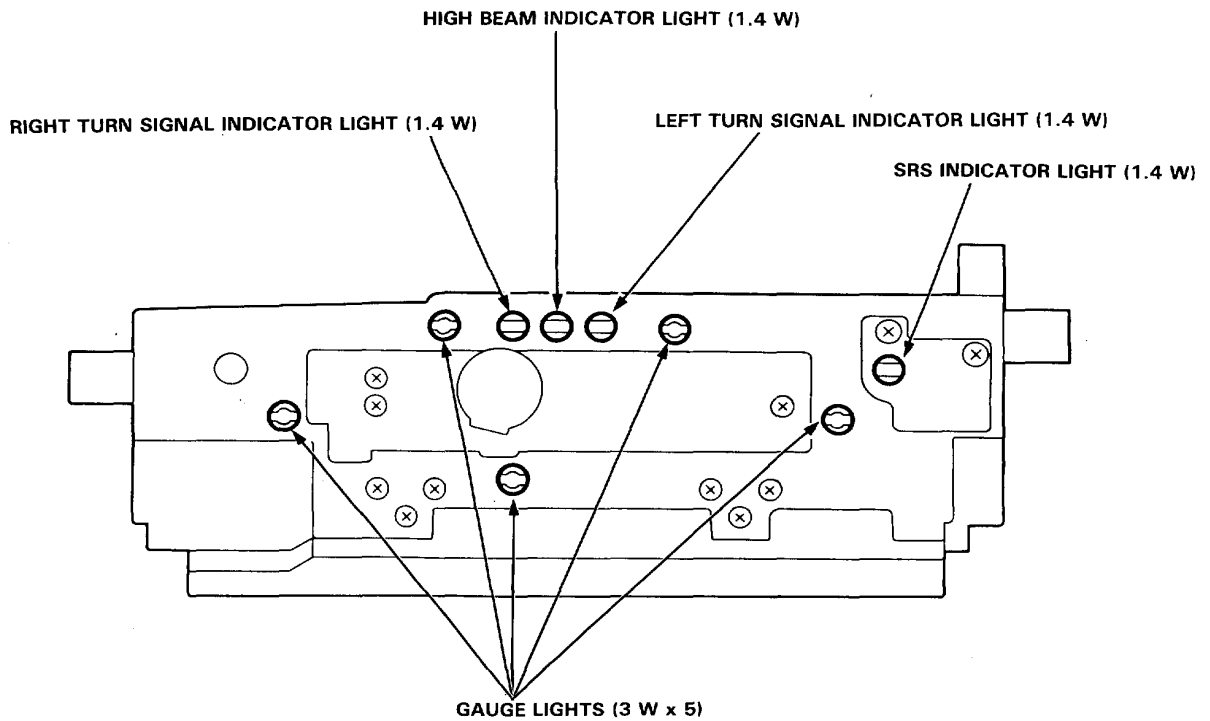 HIGH BEAM INDICATOR LIGHT (1.4 W)
RIGHT TURN SIGNAL INDICATOR LIGHT (1.4 W)
LEFT TURN SIGNAL INDICATOR LIGHT (1.4 W)
SRS INDICATOR LIGHT (1.4 W)
GAUGE LIGHTS (3 W x 5)